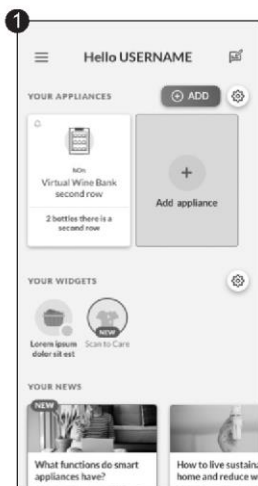 1
Hello USERNAME
YOUR APPLIANCES
ADD
NON
Virtual Wine Bank
second row
2 bottles there is a
second row
Add appliance
YOUR WIDGETS
NEW
Lorem ipsum
dolor sit est
Scan to Care
YOUR NEWS
NEW
What functions do smart
appliances have?
How to live sustaina
home and reduce w